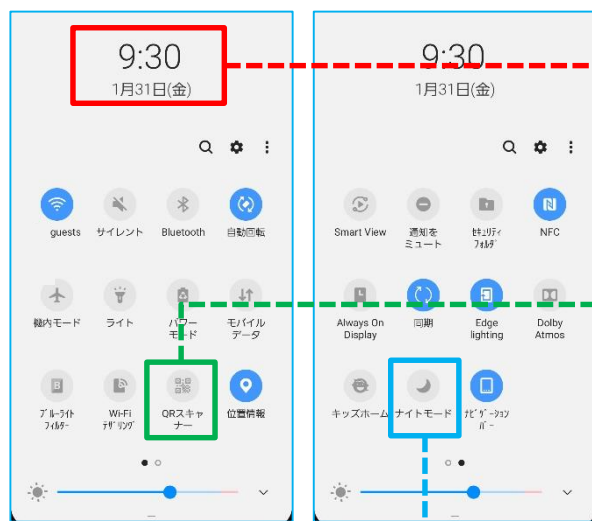 9:30
1月31日(金)
guests
サイレント
Bluetooth
自動回転
機内モード
ライト
パワー
モード
モバイル
データ
ﾌﾞﾙｰﾗｲﾄ
ﾌｨﾙﾀｰ
Wi-Fi
ﾃｻﾞﾘﾝｸﾞ
QRスキャ
ナー
位置情報
9:30
1月31日(金)
Smart View
通知を
ミュート
ｾｷｭﾘﾃｨ
ﾌｫﾙﾀﾞ
NFC
Always On
Display
同期
Edge
lighting
Dolby
Atmos
キッズホーム
ナイトモード
ﾅﾋﾞｹﾞｰｼｮﾝ
ﾊﾞｰ